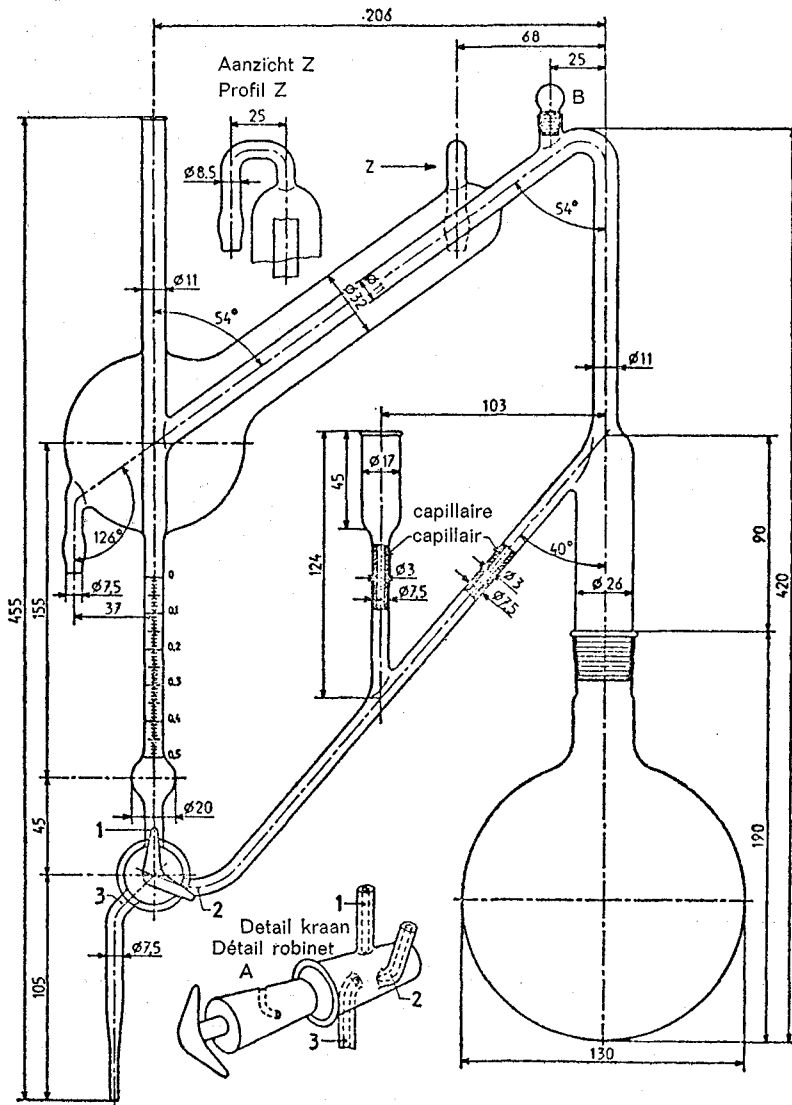 206
68
25
Aanzicht Z
Profil Z
25
B
Z
Ø8,5
54°
Ø11
Ø11
Ø32
54°
Ø11
103
Ø17
45
capillaire
capillair
126°
124
40°
90
Ø3
Ø7,5
Ø3
Ø7,5
Ø26
420
455
155
Ø7,5
37
0
0,1
0,2
0,3
0,4
0,5
Ø20
45
1
3
2
190
Detail kraan
Détail robinet
A
1
2
3
Ø7,5
105
130